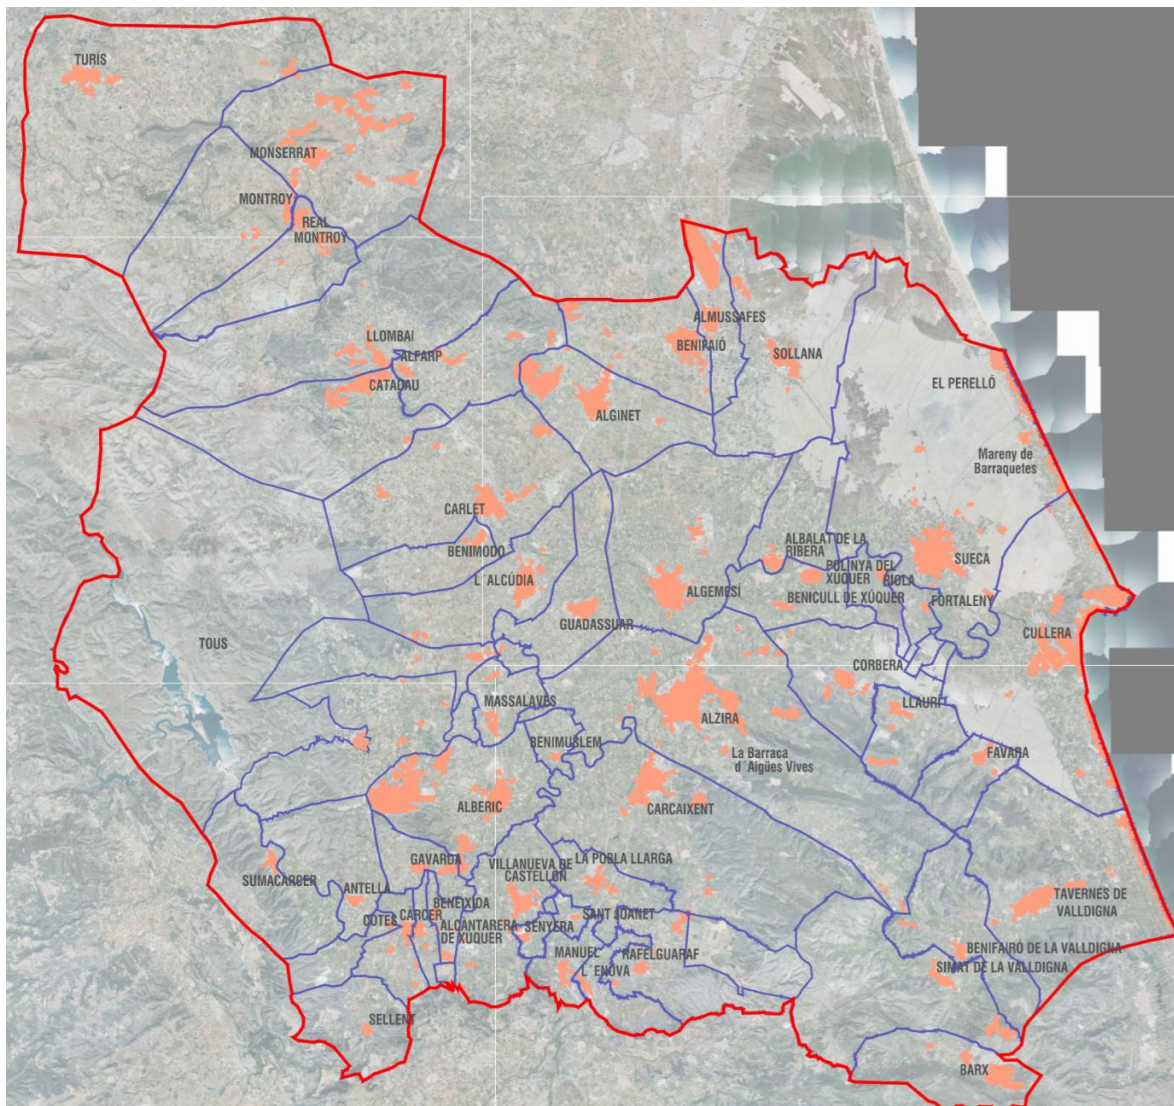 TURÍS
MONSERRAT
MONTROY
REAL
MONTROY
ALMUSSAFES
LLOMBAI
ALFARP
CATADAU
BENIFAIÓ
SOLLANA
EL PERELLÓ
ALGINET
Mareny de
Barraquetes
CARLET
BENIMODO
L´ALCÚDIA
ALBALAT DE LA
RIBERA
POLINYA DEL
XUQUER
RIOLA
SUECA
ALGEMESÍ
BENICULL DE XÚQUER
FORTALENY
GUADASSUAR
CULLERA
TOUS
CORBERA
MASSALAVES
LLAURÍ
ALZIRA
BENIMUSLEM
La Barraca
d´Aigües Vives
FAVARA
ALBERIC
CARCAIXENT
GAVARDA
VILLANUEVA DE
CASTELLÓN
LA POBLA LLARGA
SUMACARCER
ANTELLA
BENEIXIDA
TAVERNES DE
VALLDIGNA
COTES
CARCER
ALCANTARERA
DE XUQUER
SENYERA
SANT JOANET
MANUEL
RAFELGUARAF
BENIFAIRÓ DE LA VALLDIGNA
L´ENOVA
SIMAT DE LA VALLDIGNA
SELLENT
BARX